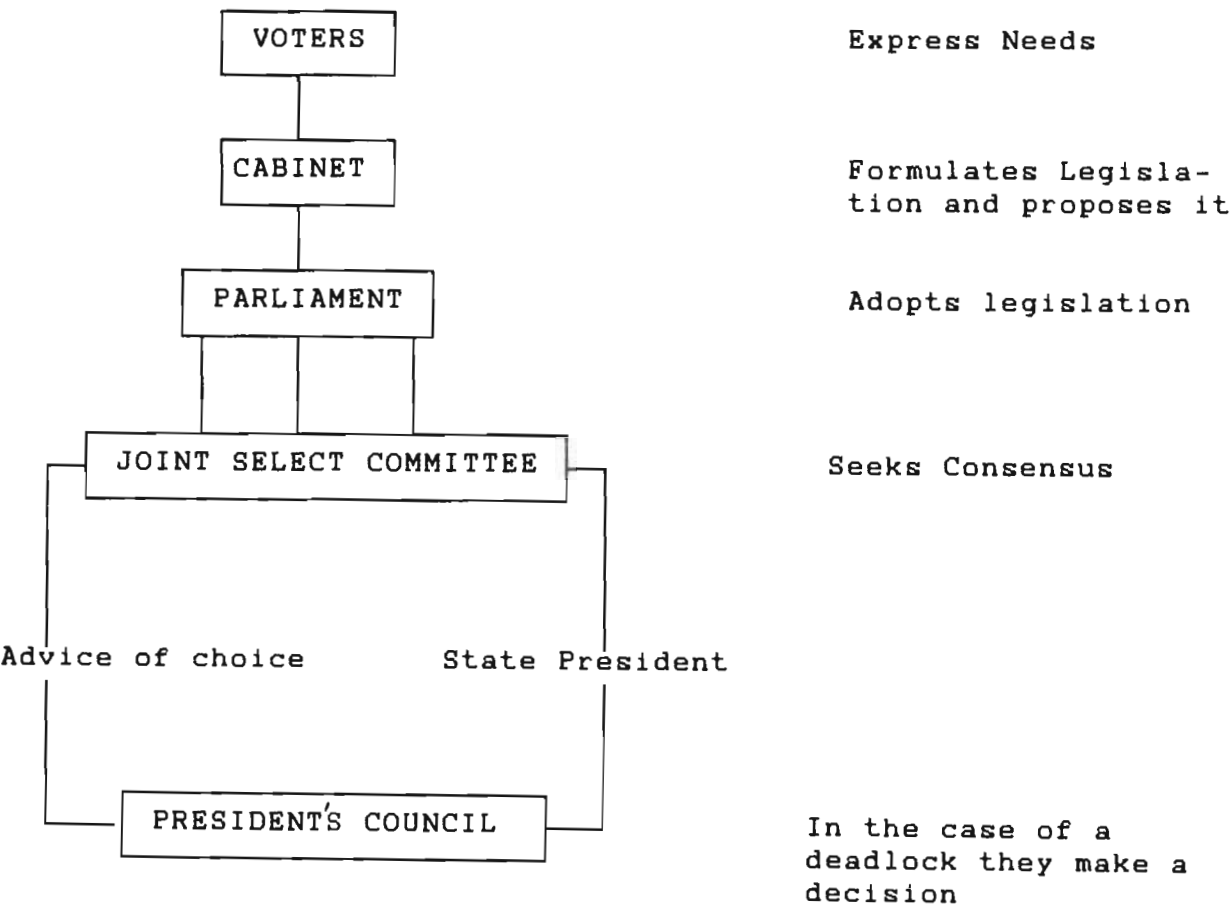 VOTERS
Express Needs
CABINET
Formulates Legisla-
tion and proposes it
PARLIAMENT
Adopts legislation
JOINT SELECT COMMITTEE
Seeks Consensus
Advice of choice
State President
PRESIDENT'S COUNCIL
In the case of a
deadlock they make a
decision